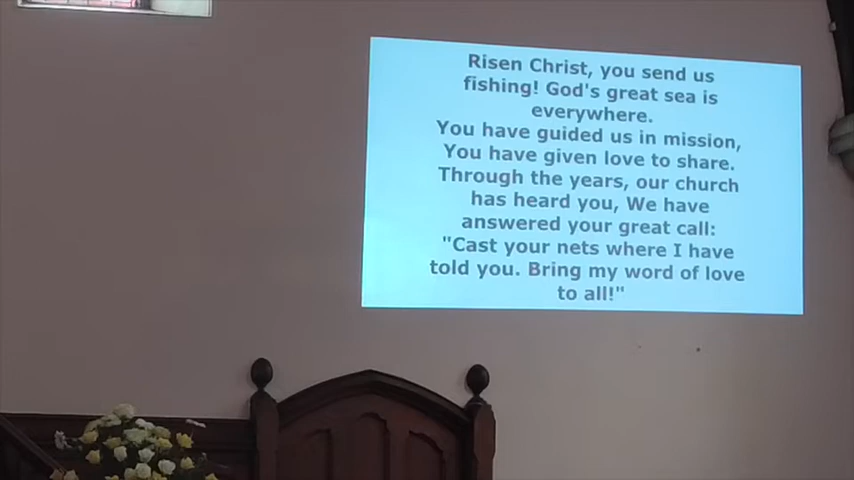 Risen Christ, you send us
fishing! God's great sea is
everywhere.
You have guided us in mission,
You have given love to share.
Through the years, our church
has heard you, We have
answered your great call:
"Cast your nets where I have
told you. Bring my word of love
to all!"